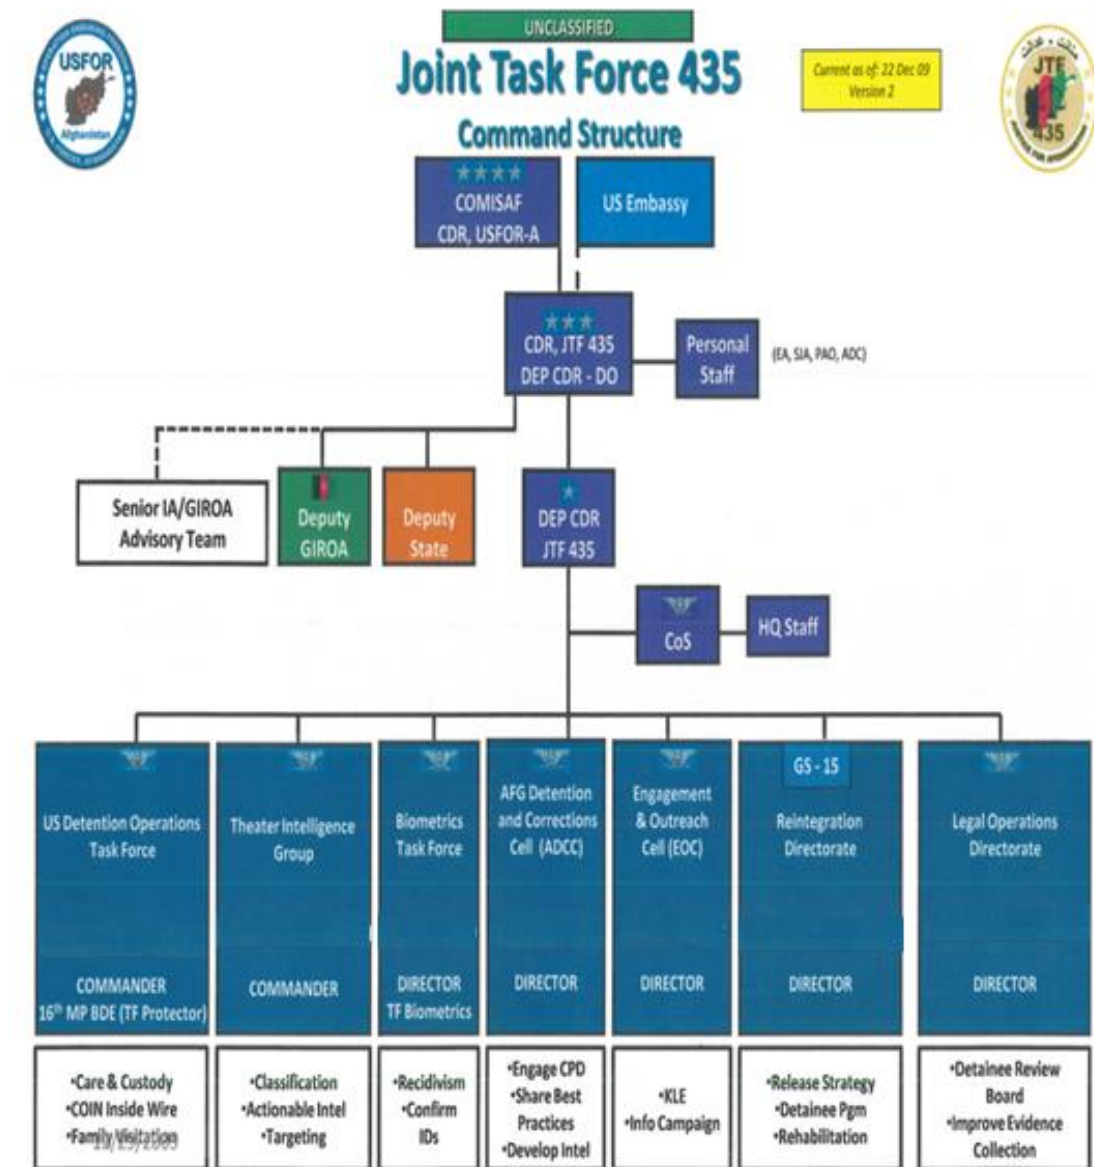 UNCLASSIFIED
USFOR
Afghanistan
Joint Task Force 435
Command Structure
Current as of: 22 Dec 09
Version 2
JTF
435
COMISAF
CDR, USFOR-A
US Embassy
CDR, JTF 435
DEP CDR - DO
Personal
Staff
(EA, SJA, PAO, ADC)
Senior IA/GIROA
Advisory Team
Deputy
GIROA
Deputy
State
DEP CDR
JTF 435
CoS
HQ Staff
US Detention Operations
Task Force
COMMANDER
16th MP BDE (TF Protector)
•Care & Custody
•COIN Inside Wire
•Family Visitation
Theater Intelligence
Group
COMMANDER
•Classification
•Actionable Intel
•Targeting
Biometrics
Task Force
DIRECTOR
TF Biometrics
•Recidivism
•Confirm
IDs
AFG Detention
and Corrections
Cell (ADCC)
DIRECTOR
•Engage CPD
•Share Best
Practices
•Develop Intel
Engagement
& Outreach
Cell (EOC)
DIRECTOR
•KLE
•Info Campaign
GS - 15
Reintegration
Directorate
DIRECTOR
•Release Strategy
•Detainee Pgm
•Rehabilitation
Legal Operations
Directorate
DIRECTOR
•Detainee Review
Board
•Improve Evidence
Collection